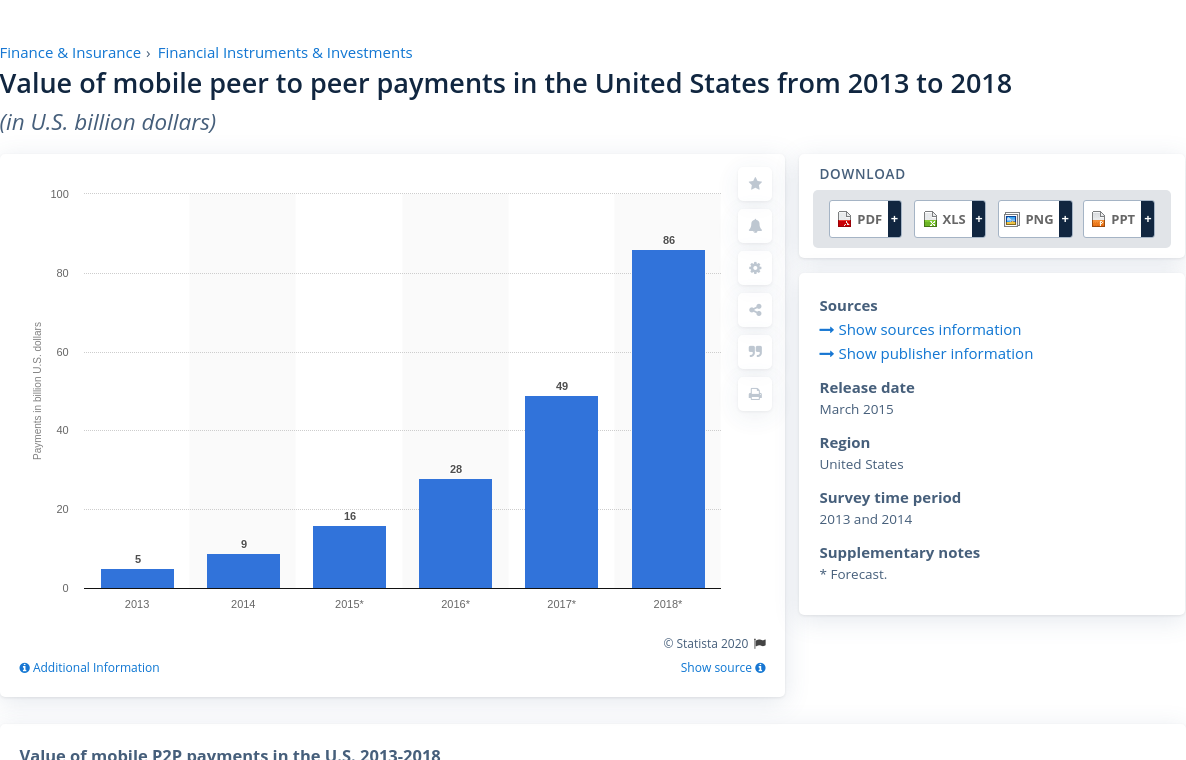 Finance & Insurance › Financial Instruments & Investments
Value of mobile peer to peer payments in the United States from 2013 to 2018
(in U.S. billion dollars)
Payments in billion U.S. dollars
100
80
60
40
20
0
5
9
16
28
49
86
2013
2014
2015*
2016*
2017*
2018*
© Statista 2020
Additional Information
Show source
DOWNLOAD
PDF + XLS + PNG + PPT +
Sources
Show sources information
Show publisher information
Release date
March 2015
Region
United States
Survey time period
2013 and 2014
Supplementary notes
* Forecast.
Value of mobile P2P payments in the U.S. 2013-2018